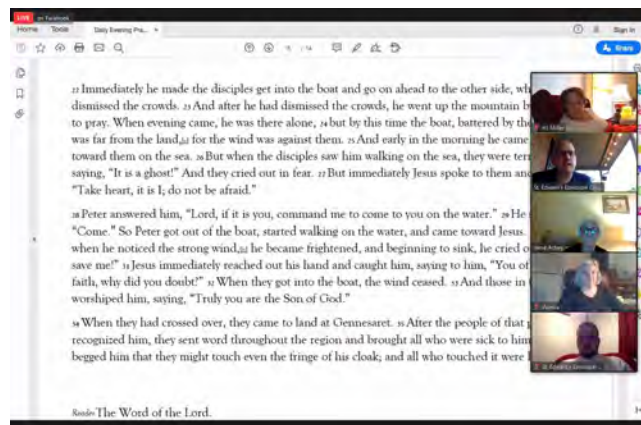 LIVE on Facebook
Home Tools Daily Evening Pra... × Sign In
Share
22 Immediately he made the disciples get into the boat and go on ahead to the other side, wh
dismissed the crowds. 23 And after he had dismissed the crowds, he went up the mountain b
to pray. When evening came, he was there alone, 24 but by this time the boat, battered by the
was far from the land, for the wind was against them. 25 And early in the morning he came
toward them on the sea. 26 But when the disciples saw him walking on the sea, they were terr
saying, “It is a ghost!” And they cried out in fear. 27 But immediately Jesus spoke to them and
“Take heart, it is I; do not be afraid.”
28 Peter answered him, “Lord, if it is you, command me to come to you on the water.” 29 He s
“Come.” So Peter got out of the boat, started walking on the water, and came toward Jesus.
when he noticed the strong wind, he became frightened, and beginning to sink, he cried o
save me!” 31 Jesus immediately reached out his hand and caught him, saying to him, “You of
faith, why did you doubt?” 32 When they got into the boat, the wind ceased. 33 And those in
worshiped him, saying, “Truly you are the Son of God.”
34 When they had crossed over, they came to land at Gennesaret. 35 After the people of that p
recognized him, they sent word throughout the region and brought all who were sick to him
begged him that they might touch even the fringe of his cloak; and all who touched it were
Reader The Word of the Lord.